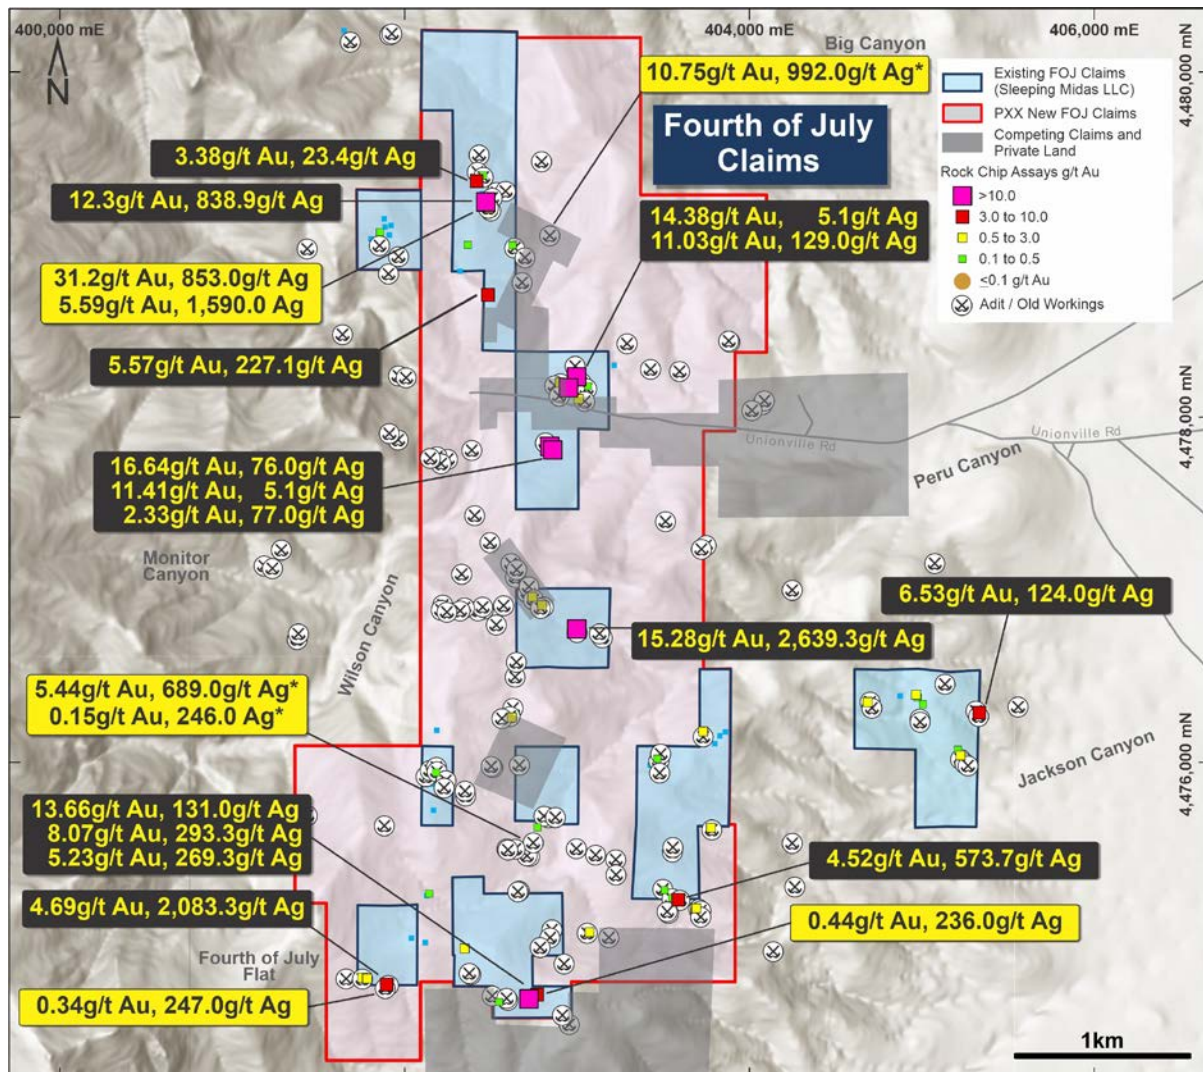 400,000 mE
404,000 mE
406,000 mE
Big Canyon
N
4,480,000 mN
10.75g/t Au, 992.0g/t Ag*
Existing FOJ Claims
(Sleeping Midas LLC)
PXX New FOJ Claims
Competing Claims and
Private Land
Rock Chip Assays g/t Au
>10.0
3.0 to 10.0
0.5 to 3.0
0.1 to 0.5
≤0.1 g/t Au
Adit / Old Workings
Fourth of July
Claims
3.38g/t Au, 23.4g/t Ag
12.3g/t Au, 838.9g/t Ag
14.38g/t Au, 5.1g/t Ag
11.03g/t Au, 129.0g/t Ag
31.2g/t Au, 853.0g/t Ag
5.59g/t Au, 1,590.0 Ag
5.57g/t Au, 227.1g/t Ag
4,478,000 mN
Unionville Rd
Unionville Rd
Peru Canyon
16.64g/t Au, 76.0g/t Ag
11.41g/t Au, 5.1g/t Ag
2.33g/t Au, 77.0g/t Ag
Monitor
Canyon
Wilson Canyon
6.53g/t Au, 124.0g/t Ag
15.28g/t Au, 2,639.3g/t Ag
5.44g/t Au, 689.0g/t Ag*
0.15g/t Au, 246.0 Ag*
Jackson Canyon
4,476,000 mN
13.66g/t Au, 131.0g/t Ag
8.07g/t Au, 293.3g/t Ag
5.23g/t Au, 269.3g/t Ag
4.52g/t Au, 573.7g/t Ag
4.69g/t Au, 2,083.3g/t Ag
0.44g/t Au, 236.0g/t Ag
Fourth of July
Flat
0.34g/t Au, 247.0g/t Ag
1km